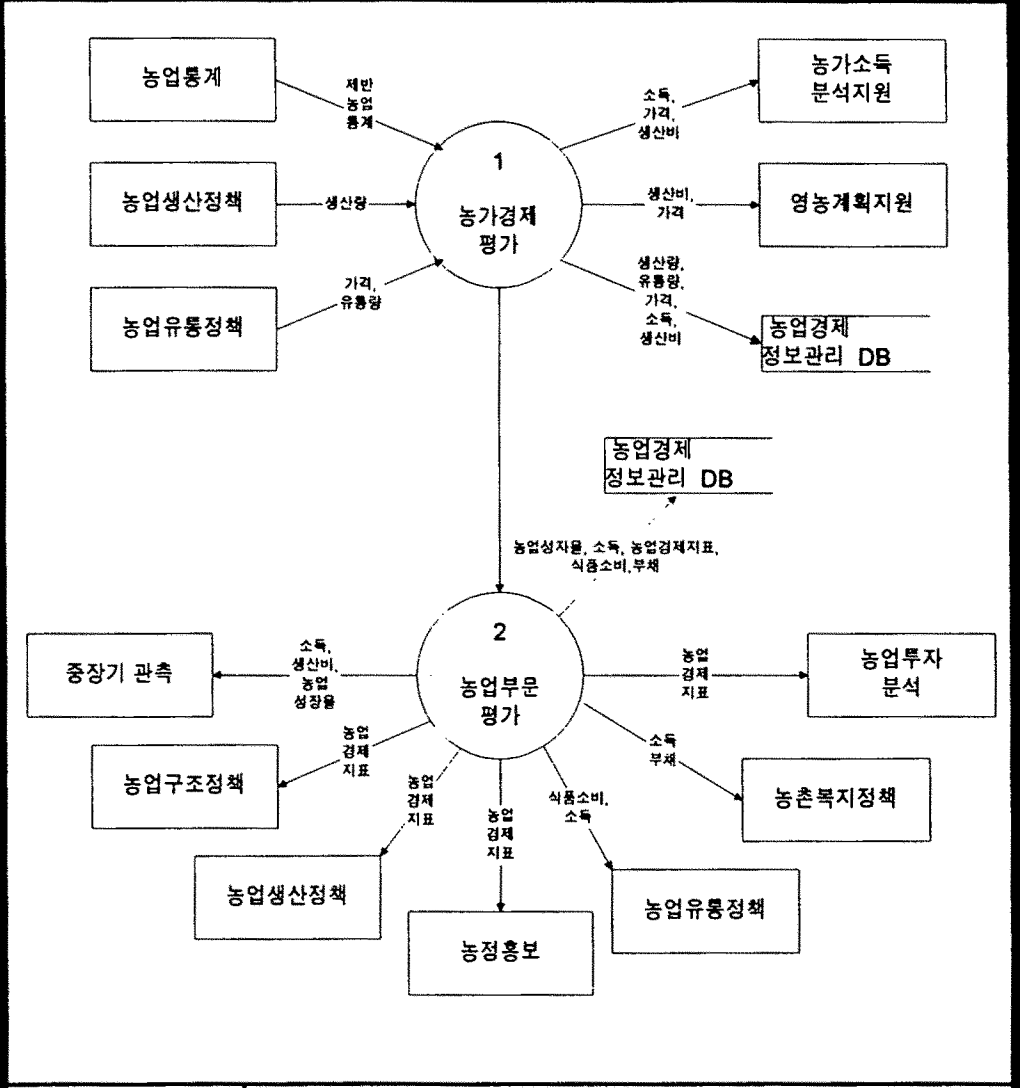 농업통계
제반
농업
통계
농업생산정책
생산량
농업유통정책
가격,
유통량
1
농가경제
평가
소득,
가격,
생산비
농가소득
분석지원
생산비,
가격
영농계획지원
생산량,
유통량,
가격,
소득,
생산비
농업경제
정보관리 DB
농업경제
정보관리 DB
농업성자율, 소득, 농업경제지표,
식품소비,부채
2
농업부문
평가
소득,
생산비,
농업
성장율
중장기 관측
농업
경제
지표
농업투자
분석
농업
경제
지표
농업구조정책
소득
부채
농촌복지정책
농업
경제
지표
농업생산정책
농업
경제
지표
농정홍보
식품소비,
소득
농업유통정책